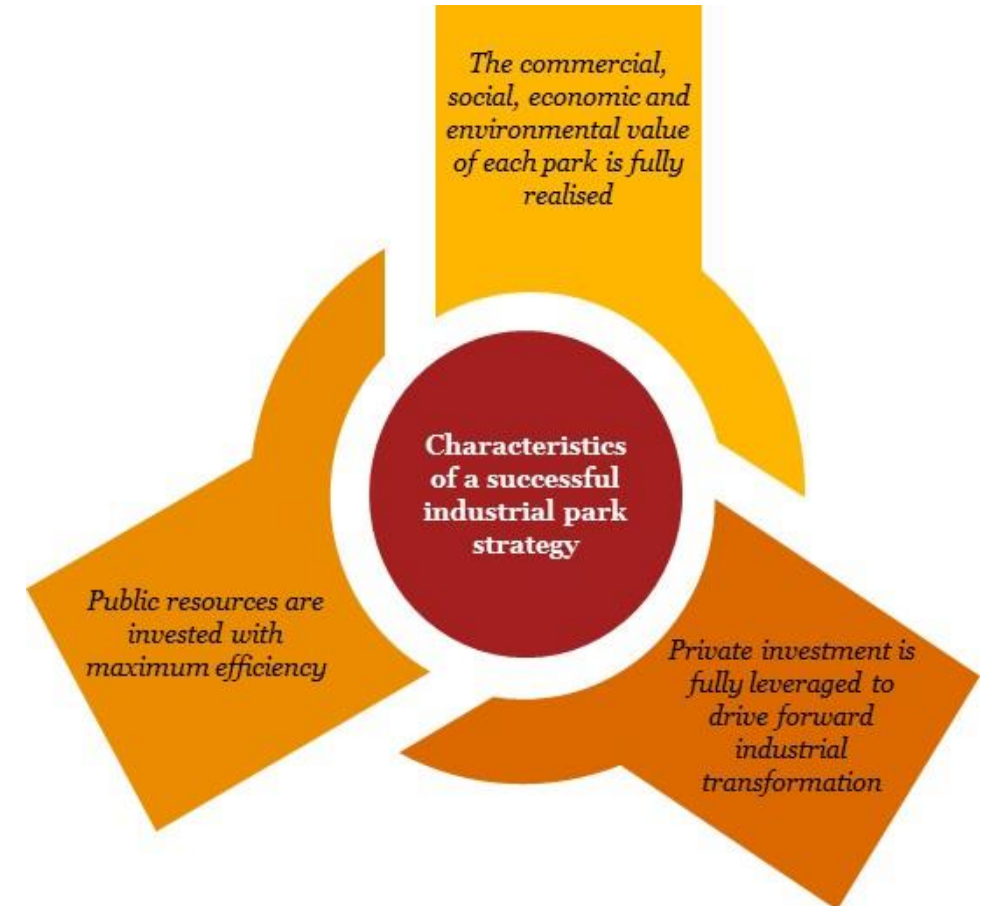 The commercial,
social, economic and
environmental value
of each park is fully
realised
Characteristics
of a successful
industrial park
strategy
Public resources are
invested with
maximum efficiency
Private investment is
fully leveraged to
drive forward
industrial
transformation